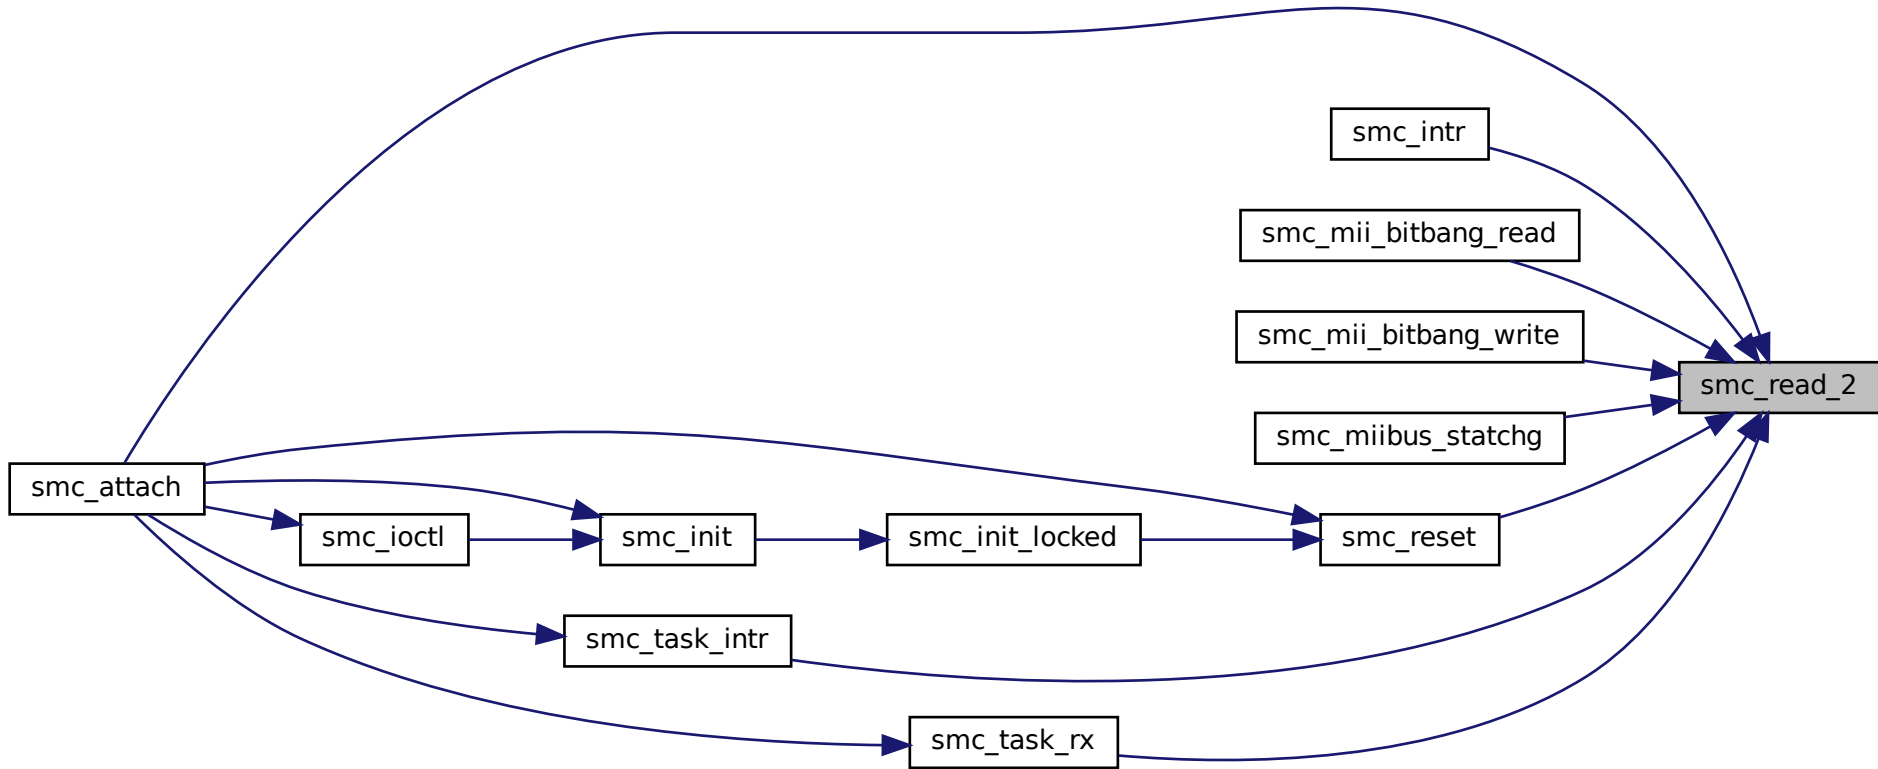 smc_intr
smc_mii_bitbang_read
smc_mii_bitbang_write
smc_read_2
smc_miibus_statchg
smc_attach
smc_ioctl
smc_init
smc_init_locked
smc_reset
smc_task_intr
smc_task_rx